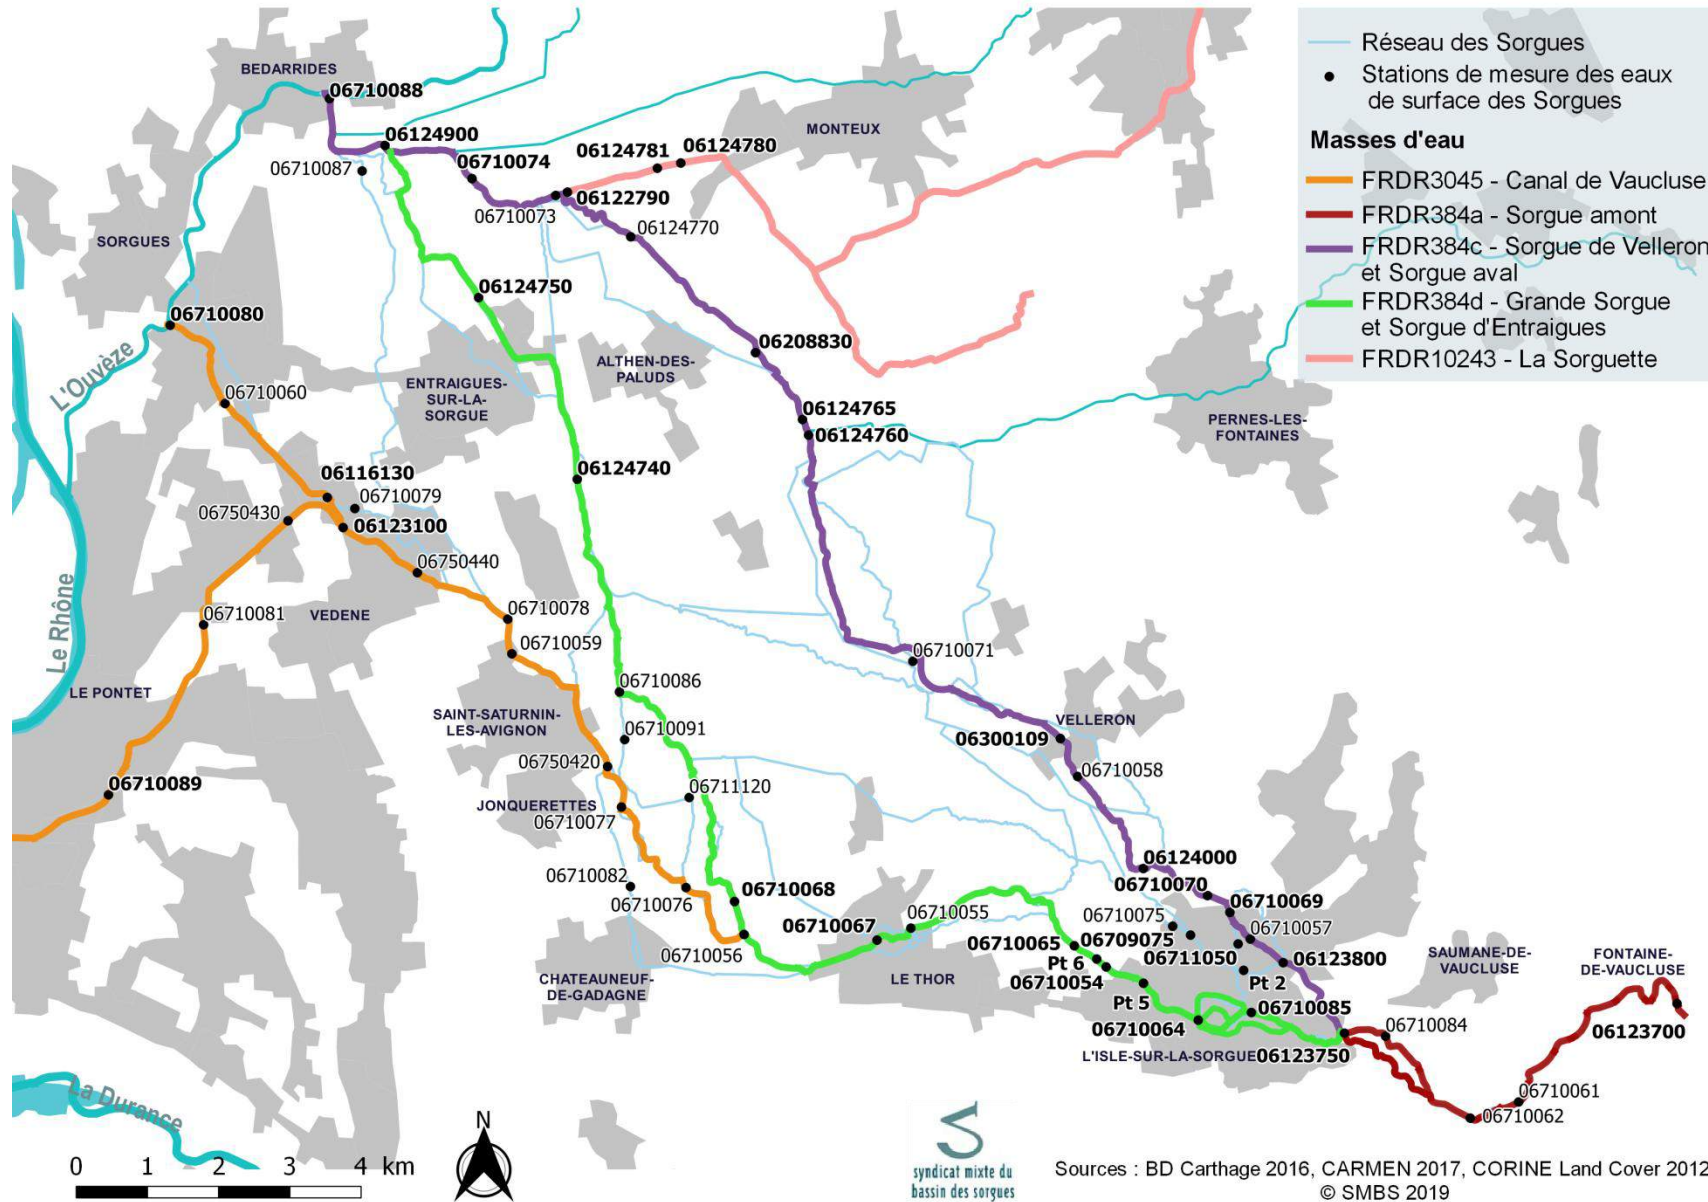 Réseau des Sorgues
Stations de mesure des eaux
de surface des Sorgues
Masses d'eau
FRDR3045 - Canal de Vaucluse
FRDR384a - Sorgue amont
FRDR384c - Sorgue de Velleron
et Sorgue aval
FRDR384d - Grande Sorgue
et Sorgue d'Entraigues
FRDR10243 - La Sorguette
BEDARRIDES
06710088
MONTEUX
06124900
06124781
06124780
06710087
06710074
06122790
06710073
06124770
SORGUES
06124750
06710080
06208830
L'Ouvèze
ALTHEN-DES-
PALUDS
ENTRAIGUES-
SUR-LA-
SORGUE
06710060
06124765
06124760
PERNES-LES-
FONTAINES
06116130
06124740
06710079
06750430
06123100
06750440
Le Rhône
06710081
VEDENE
06710078
06710059
06710071
LE PONTET
06710086
SAINT-SATURNIN-
LES-AVIGNON
06710091
VELLERON
06300109
06750420
06710058
06710089
06711120
JONQUERETTES
06710077
06124000
06710082
06710070
06710076
06710068
06710069
06710055
06710075
06710057
06710067
06710065
06709075
06710056
06711050
06123800
Pt 6
06710054
SAUMANE-DE-
VAUCLUSE
FONTAINE-
DE-VAUCLUSE
CHATEAUNEUF-
DE-GADAGNE
LE THOR
Pt 2
Pt 5
06710085
06710064
06710084
06123700
L'ISLE-SUR-LA-SORGUE
06123750
06710061
06710062
La Durance
N
0 1 2 3 4 km
syndicat mixte du
bassin des sorgues
Sources : BD Carthage 2016, CARMEN 2017, CORINE Land Cover 2012
© SMBS 2019